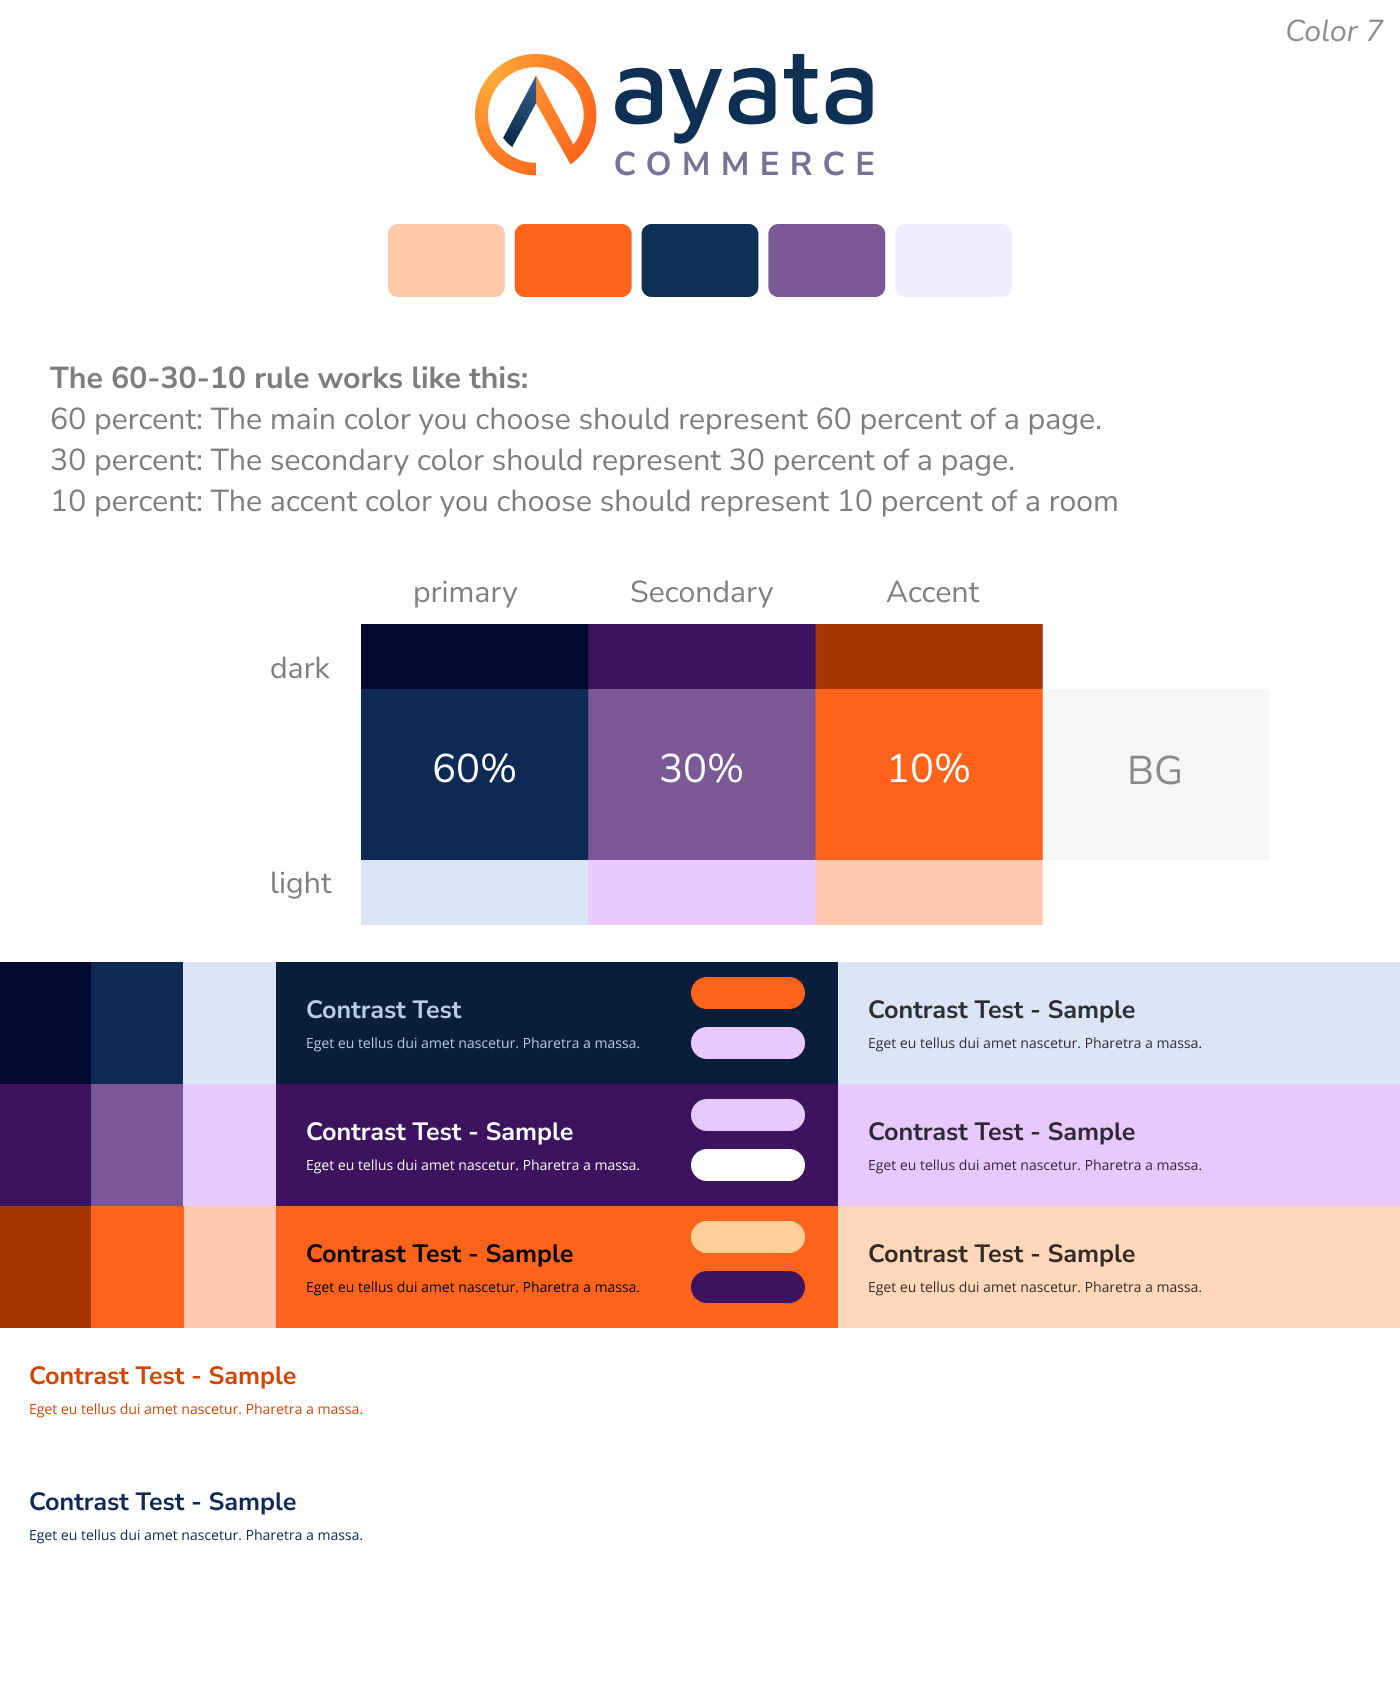 Color 7
ayata
COMMERCE
The 60-30-10 rule works like this:
60 percent: The main color you choose should represent 60 percent of a page.
30 percent: The secondary color should represent 30 percent of a page.
10 percent: The accent color you choose should represent 10 percent of a room
primary Secondary Accent
dark
60% 30% 10% BG
light
Contrast Test
Eget eu tellus dui amet nascetur. Pharetra a massa.
Contrast Test - Sample
Eget eu tellus dui amet nascetur. Pharetra a massa.
Contrast Test - Sample
Eget eu tellus dui amet nascetur. Pharetra a massa.
Contrast Test - Sample
Eget eu tellus dui amet nascetur. Pharetra a massa.
Contrast Test - Sample
Eget eu tellus dui amet nascetur. Pharetra a massa.
Contrast Test - Sample
Eget eu tellus dui amet nascetur. Pharetra a massa.
Contrast Test - Sample
Eget eu tellus dui amet nascetur. Pharetra a massa.
Contrast Test - Sample
Eget eu tellus dui amet nascetur. Pharetra a massa.